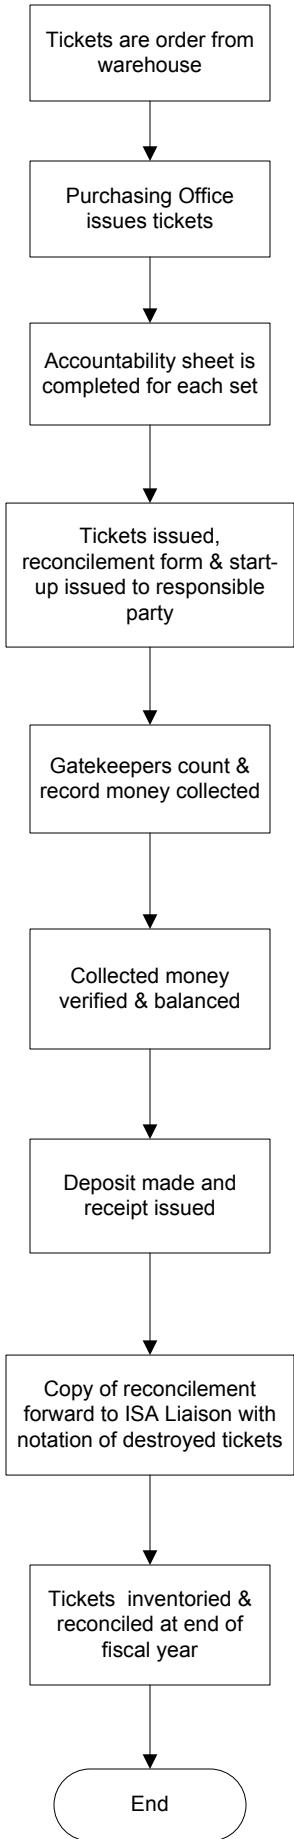 Tickets are order from
warehouse
Purchasing Office
issues tickets
Accountability sheet is
completed for each set
Tickets issued,
reconcilement form & start-
up issued to responsible
party
Gatekeepers count &
record money collected
Collected money
verified & balanced
Deposit made and
receipt issued
Copy of reconcilement
forward to ISA Liaison with
notation of destroyed tickets
Tickets  inventoried &
reconciled at end of
fiscal year
End